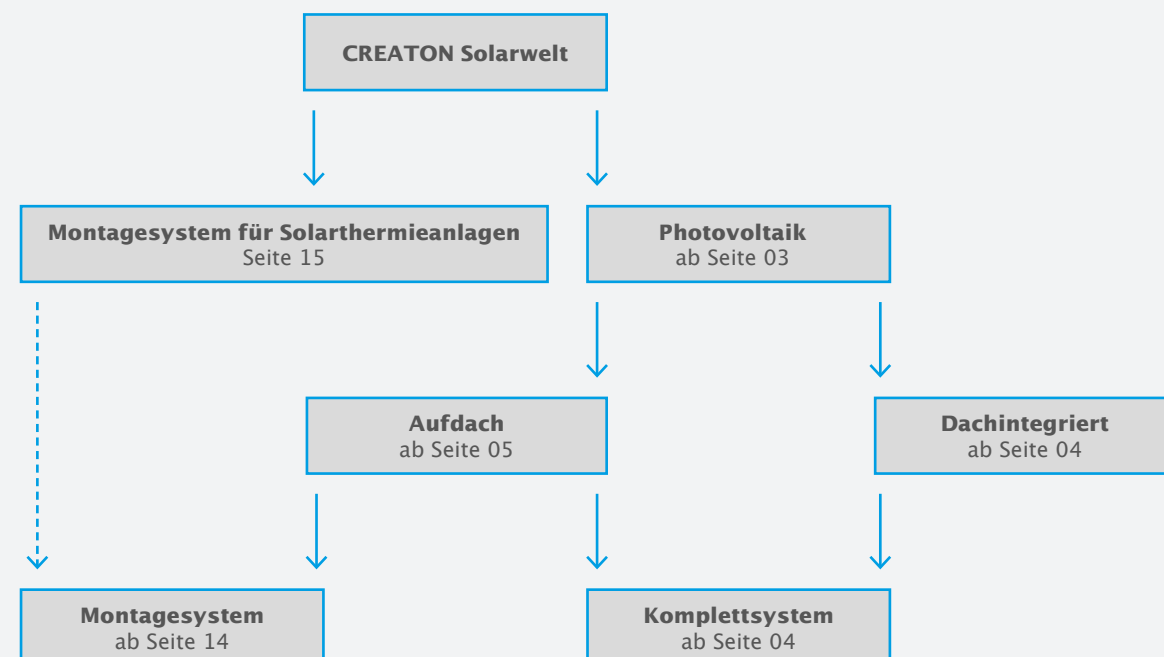 CREATON Solarwelt
Montagesystem für Solarthermieanlagen
Seite 15
Photovoltaik
ab Seite 03
Aufdach
ab Seite 05
Dachintegriert
ab Seite 04
Montagesystem
ab Seite 14
Komplettsystem
ab Seite 04